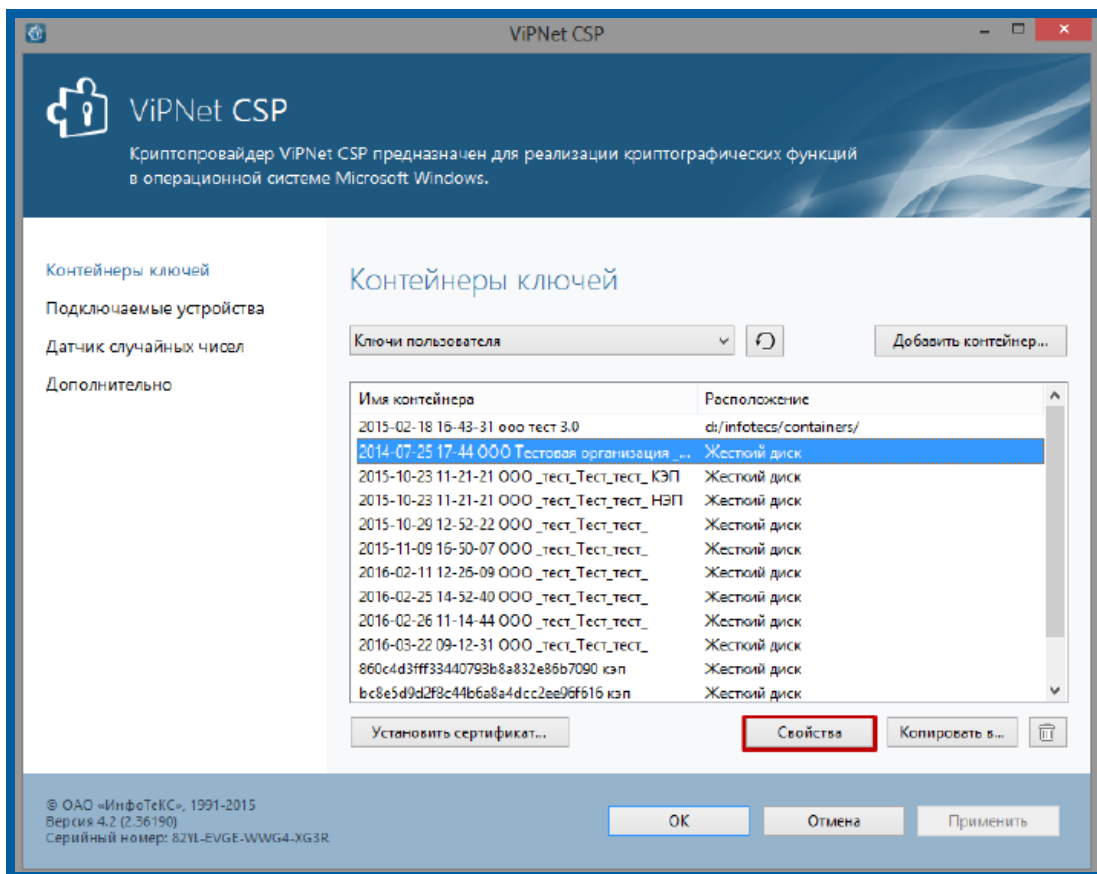 ViPNet CSP
ViPNet CSP
Криптопровайдер ViPNet CSP предназначен для реализации криптографических функций
в операционной системе Microsoft Windows.
Контейнеры ключей
Подключаемые устройства
Датчик случайных чисел
Дополнительно
Контейнеры ключей
Ключи пользователя
Добавить контейнер...
Имя контейнера Расположение
2015-02-18 16-43-31 ооо тест 3.0 d:/infotecs/containers/
2014-07-25 17-44 ООО Тестовая организация _... Жесткий диск
2015-10-23 11-21-21 ООО _тест_Тест_тест_ КЭП Жесткий диск
2015-10-23 11-21-21 ООО _тест_Тест_тест_ НЭП Жесткий диск
2015-10-29 12-52-22 ООО _тест_Тест_тест_ Жесткий диск
2015-11-09 16-50-07 ООО _тест_Тест_тест_ Жесткий диск
2016-02-11 12-26-09 ООО _тест_Тест_тест_ Жесткий диск
2016-02-25 14-52-40 ООО _тест_Тест_тест_ Жесткий диск
2016-02-26 11-14-44 ООО _тест_Тест_тест_ Жесткий диск
2016-03-22 09-12-31 ООО _тест_Тест_тест_ Жесткий диск
860c4d3fff33440793b8a832e86b7090 кэп Жесткий диск
bc8e5d9d2f8c44b6a8a4dcc2ee96f616 кэп Жесткий диск
Установить сертификат...
Свойства
Копировать в...
© ОАО «ИнфоТеКС», 1991-2015
Версия 4.2 (2.36190)
Серийный номер: 82YL-EVGE-WWG4-XG3R
ОК
Отмена
Применить